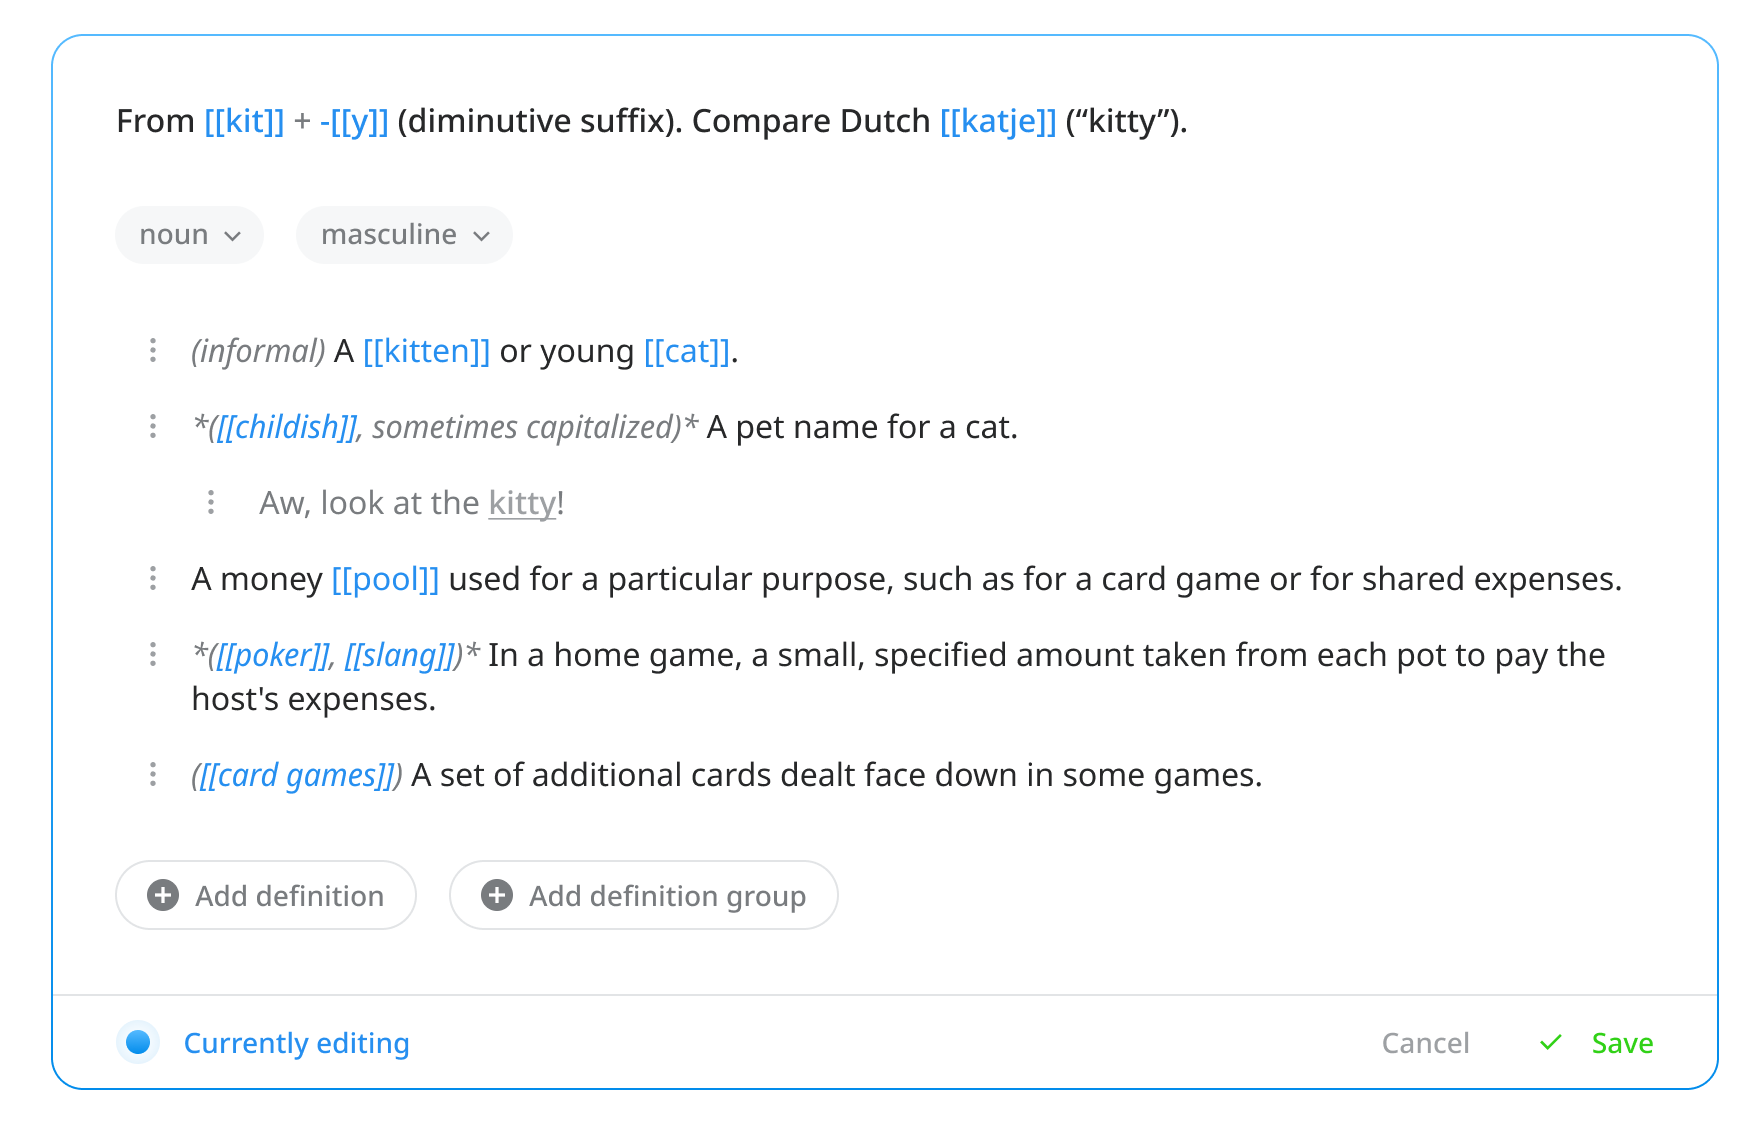 From [[kit]] + -[[y]] (diminutive suffix). Compare Dutch [[katje]] (“kitty”).
noun masculine
(informal) A [[kitten]] or young [[cat]].
*([[childish]], sometimes capitalized)* A pet name for a cat.
Aw, look at the kitty!
A money [[pool]] used for a particular purpose, such as for a card game or for shared expenses.
*([[poker]], [[slang]])* In a home game, a small, specified amount taken from each pot to pay the
host's expenses.
([[card games]]) A set of additional cards dealt face down in some games.
Add definition Add definition group
Currently editing Cancel Save